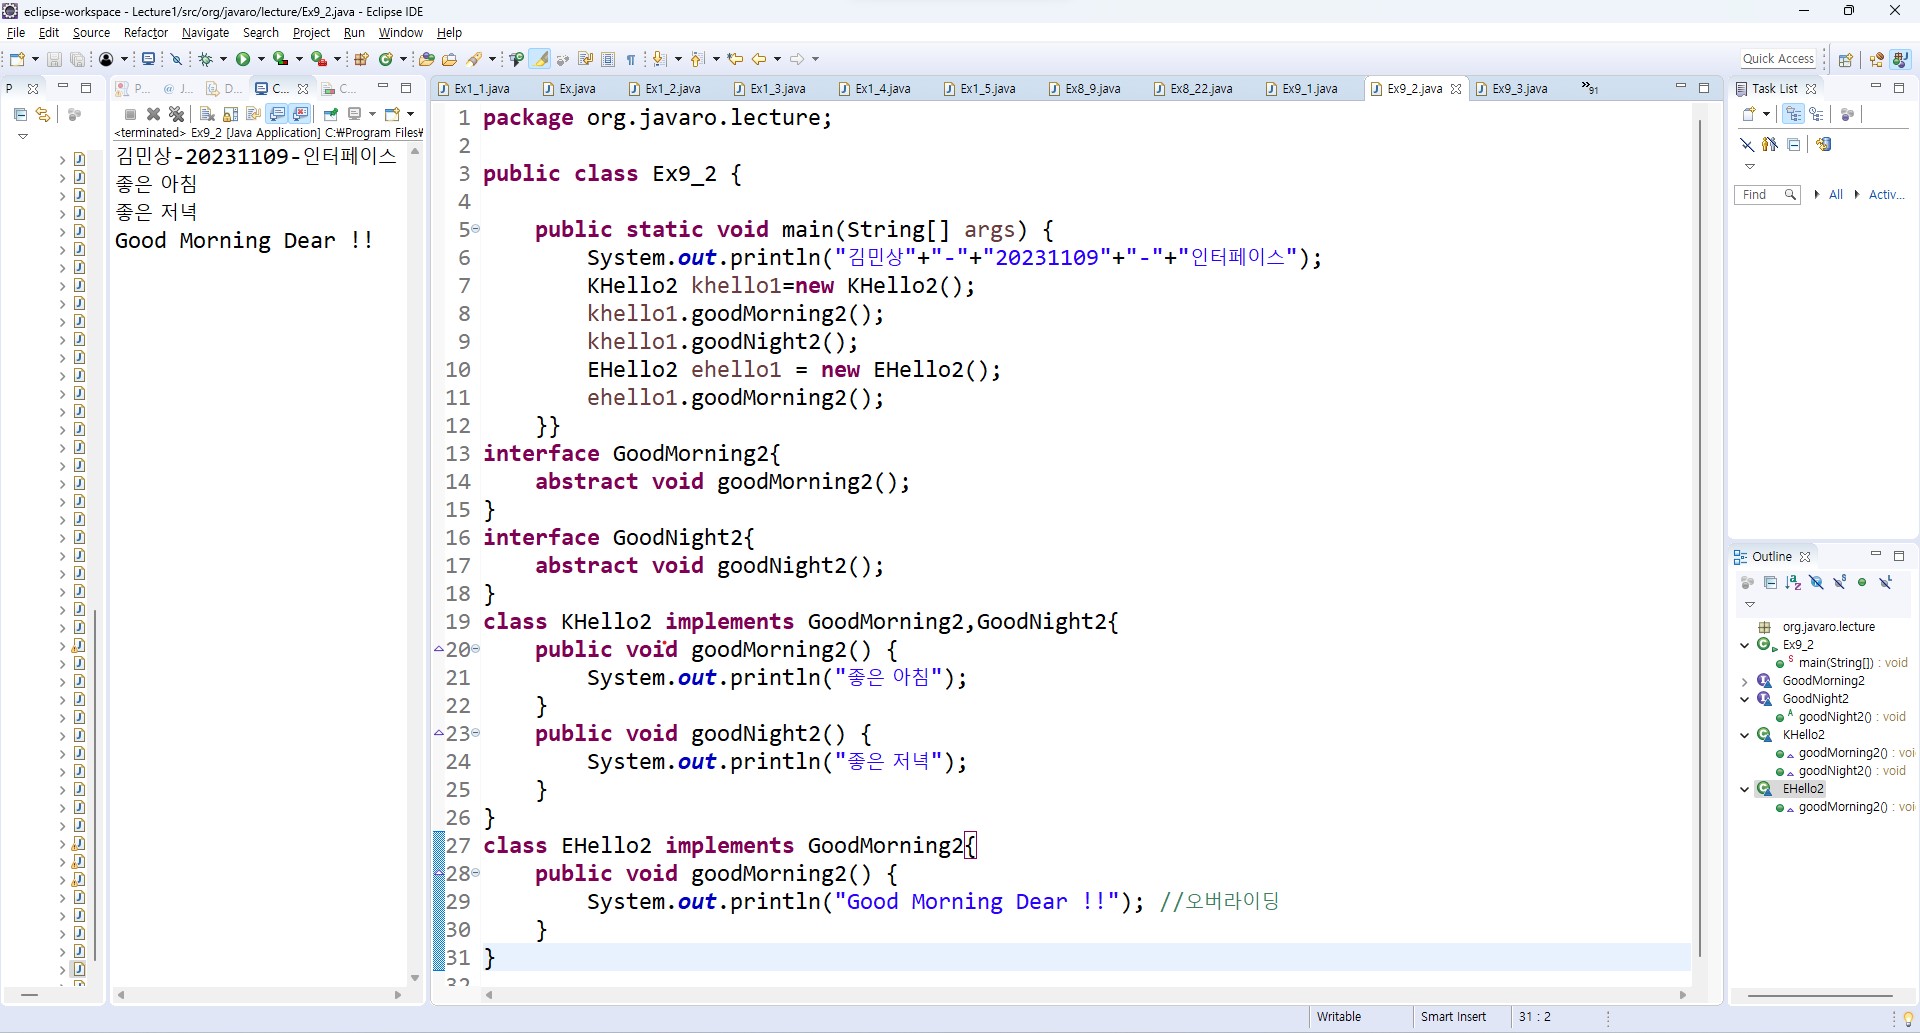 eclipse-workspace - Lecture1/src/org/javaro/lecture/Ex9_2.java - Eclipse IDE
File Edit Source Refactor Navigate Search Project Run Window Help
Quick Access
P
P...
J...
D...
C...
C...
Ex1_1.java Ex.java Ex1_2.java Ex1_3.java Ex1_4.java Ex1_5.java Ex8_9.java Ex8_22.java Ex9_1.java Ex9_2.java Ex9_3.java »91
<terminated> Ex9_2 [Java Application] C:₩Program Files₩
김민상-20231109-인터페이스
좋은 아침
좋은 저녁
Good Morning Dear !!
1 package org.javaro.lecture;
2
3 public class Ex9_2 {
4
5 public static void main(String[] args) {
6 System.out.println("김민상"+"-"+"20231109"+"-"+"인터페이스");
7 KHello2 khello1=new KHello2();
8 khello1.goodMorning2();
9 khello1.goodNight2();
10 EHello2 ehello1 = new EHello2();
11 ehello1.goodMorning2();
12 }}
13 interface GoodMorning2{
14 abstract void goodMorning2();
15 }
16 interface GoodNight2{
17 abstract void goodNight2();
18 }
19 class KHello2 implements GoodMorning2,GoodNight2{
20 public void goodMorning2() {
21 System.out.println("좋은 아침");
22 }
23 public void goodNight2() {
24 System.out.println("좋은 저녁");
25 }
26 }
27 class EHello2 implements GoodMorning2{
28 public void goodMorning2() {
29 System.out.println("Good Morning Dear !!"); //오버라이딩
30 }
31 }
32
Task List
Find All Activ...
Outline
org.javaro.lecture
Ex9_2
main(String[]) : void
GoodMorning2
GoodNight2
goodNight2() : void
KHello2
goodMorning2() : voi
goodNight2() : void
EHello2
goodMorning2() : voi
Writable Smart Insert 31 : 2